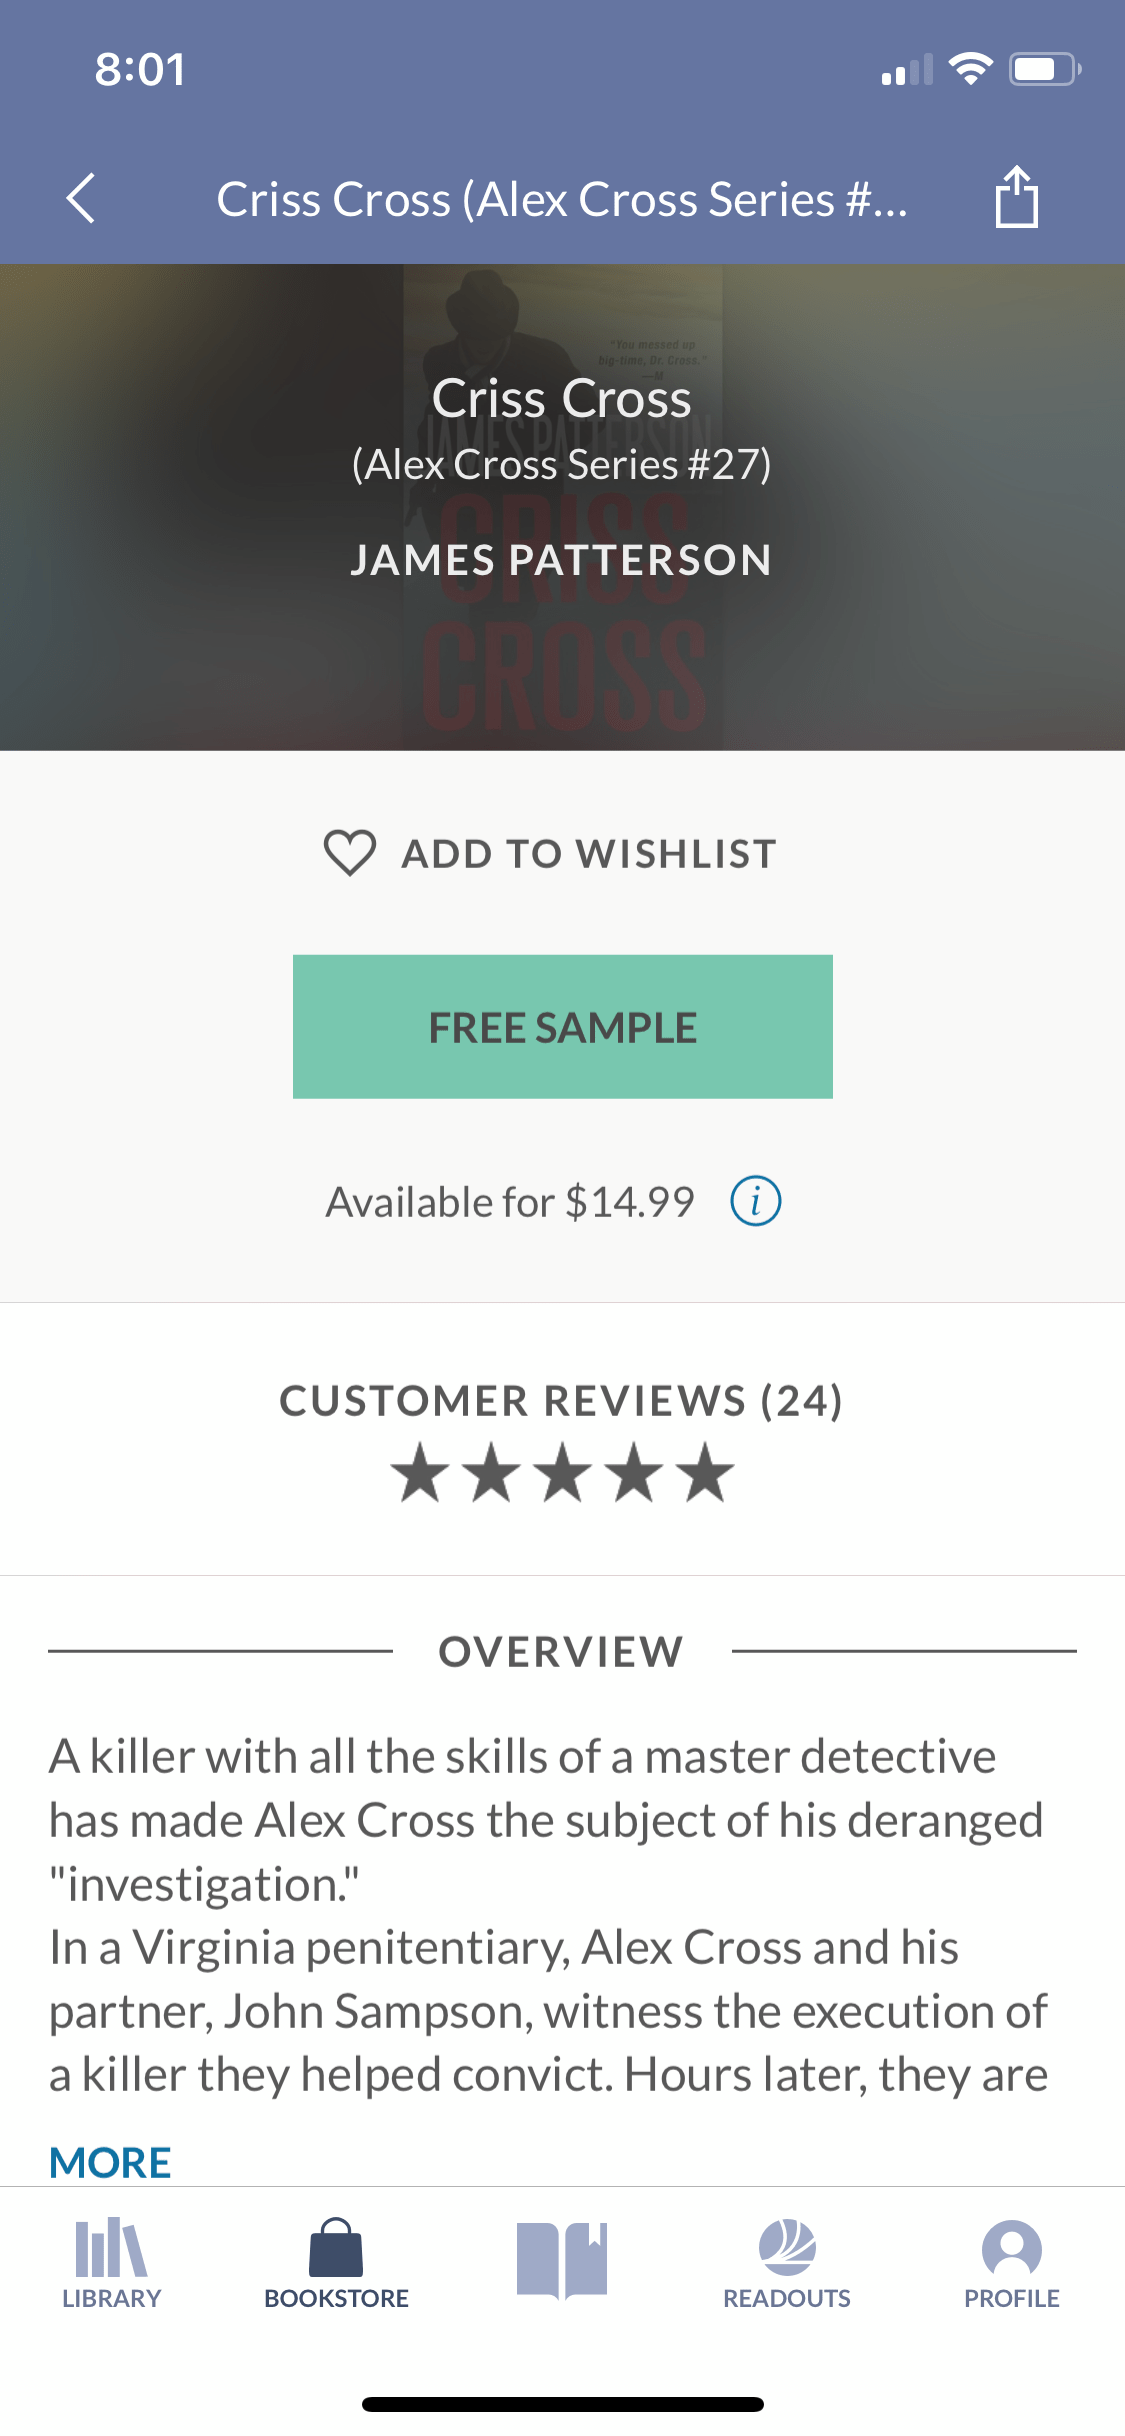 8:01
Criss Cross (Alex Cross Series #...
"You messed up
big-time, Dr. Cross."
—M
JAMES PATTERSON
CRISS
CROSS
Criss Cross
(Alex Cross Series #27)
JAMES PATTERSON
ADD TO WISHLIST
FREE SAMPLE
Available for $14.99 i
CUSTOMER REVIEWS (24)
OVERVIEW
A killer with all the skills of a master detective
has made Alex Cross the subject of his deranged
"investigation."
In a Virginia penitentiary, Alex Cross and his
partner, John Sampson, witness the execution of
a killer they helped convict. Hours later, they are
MORE
LIBRARY
BOOKSTORE
READOUTS
PROFILE